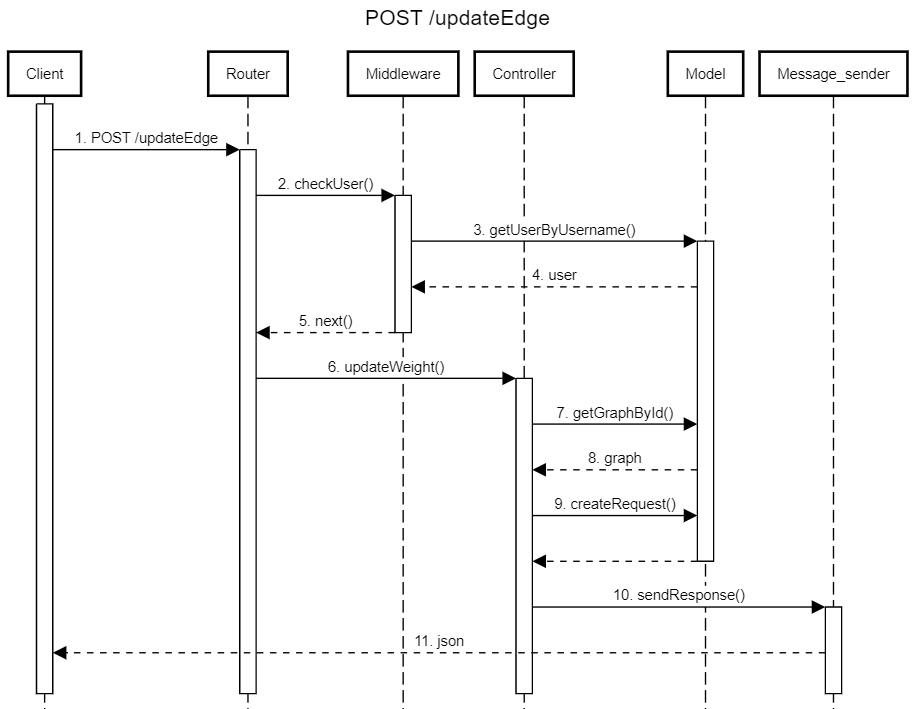 POST /updateEdge
Client
Router
Middleware
Controller
Model
Message_sender
1. POST /updateEdge
2. checkUser()
3. getUserByUsername()
4. user
5. next()
6. updateWeight()
7. getGraphById()
8. graph
9. createRequest()
10. sendResponse()
11. json